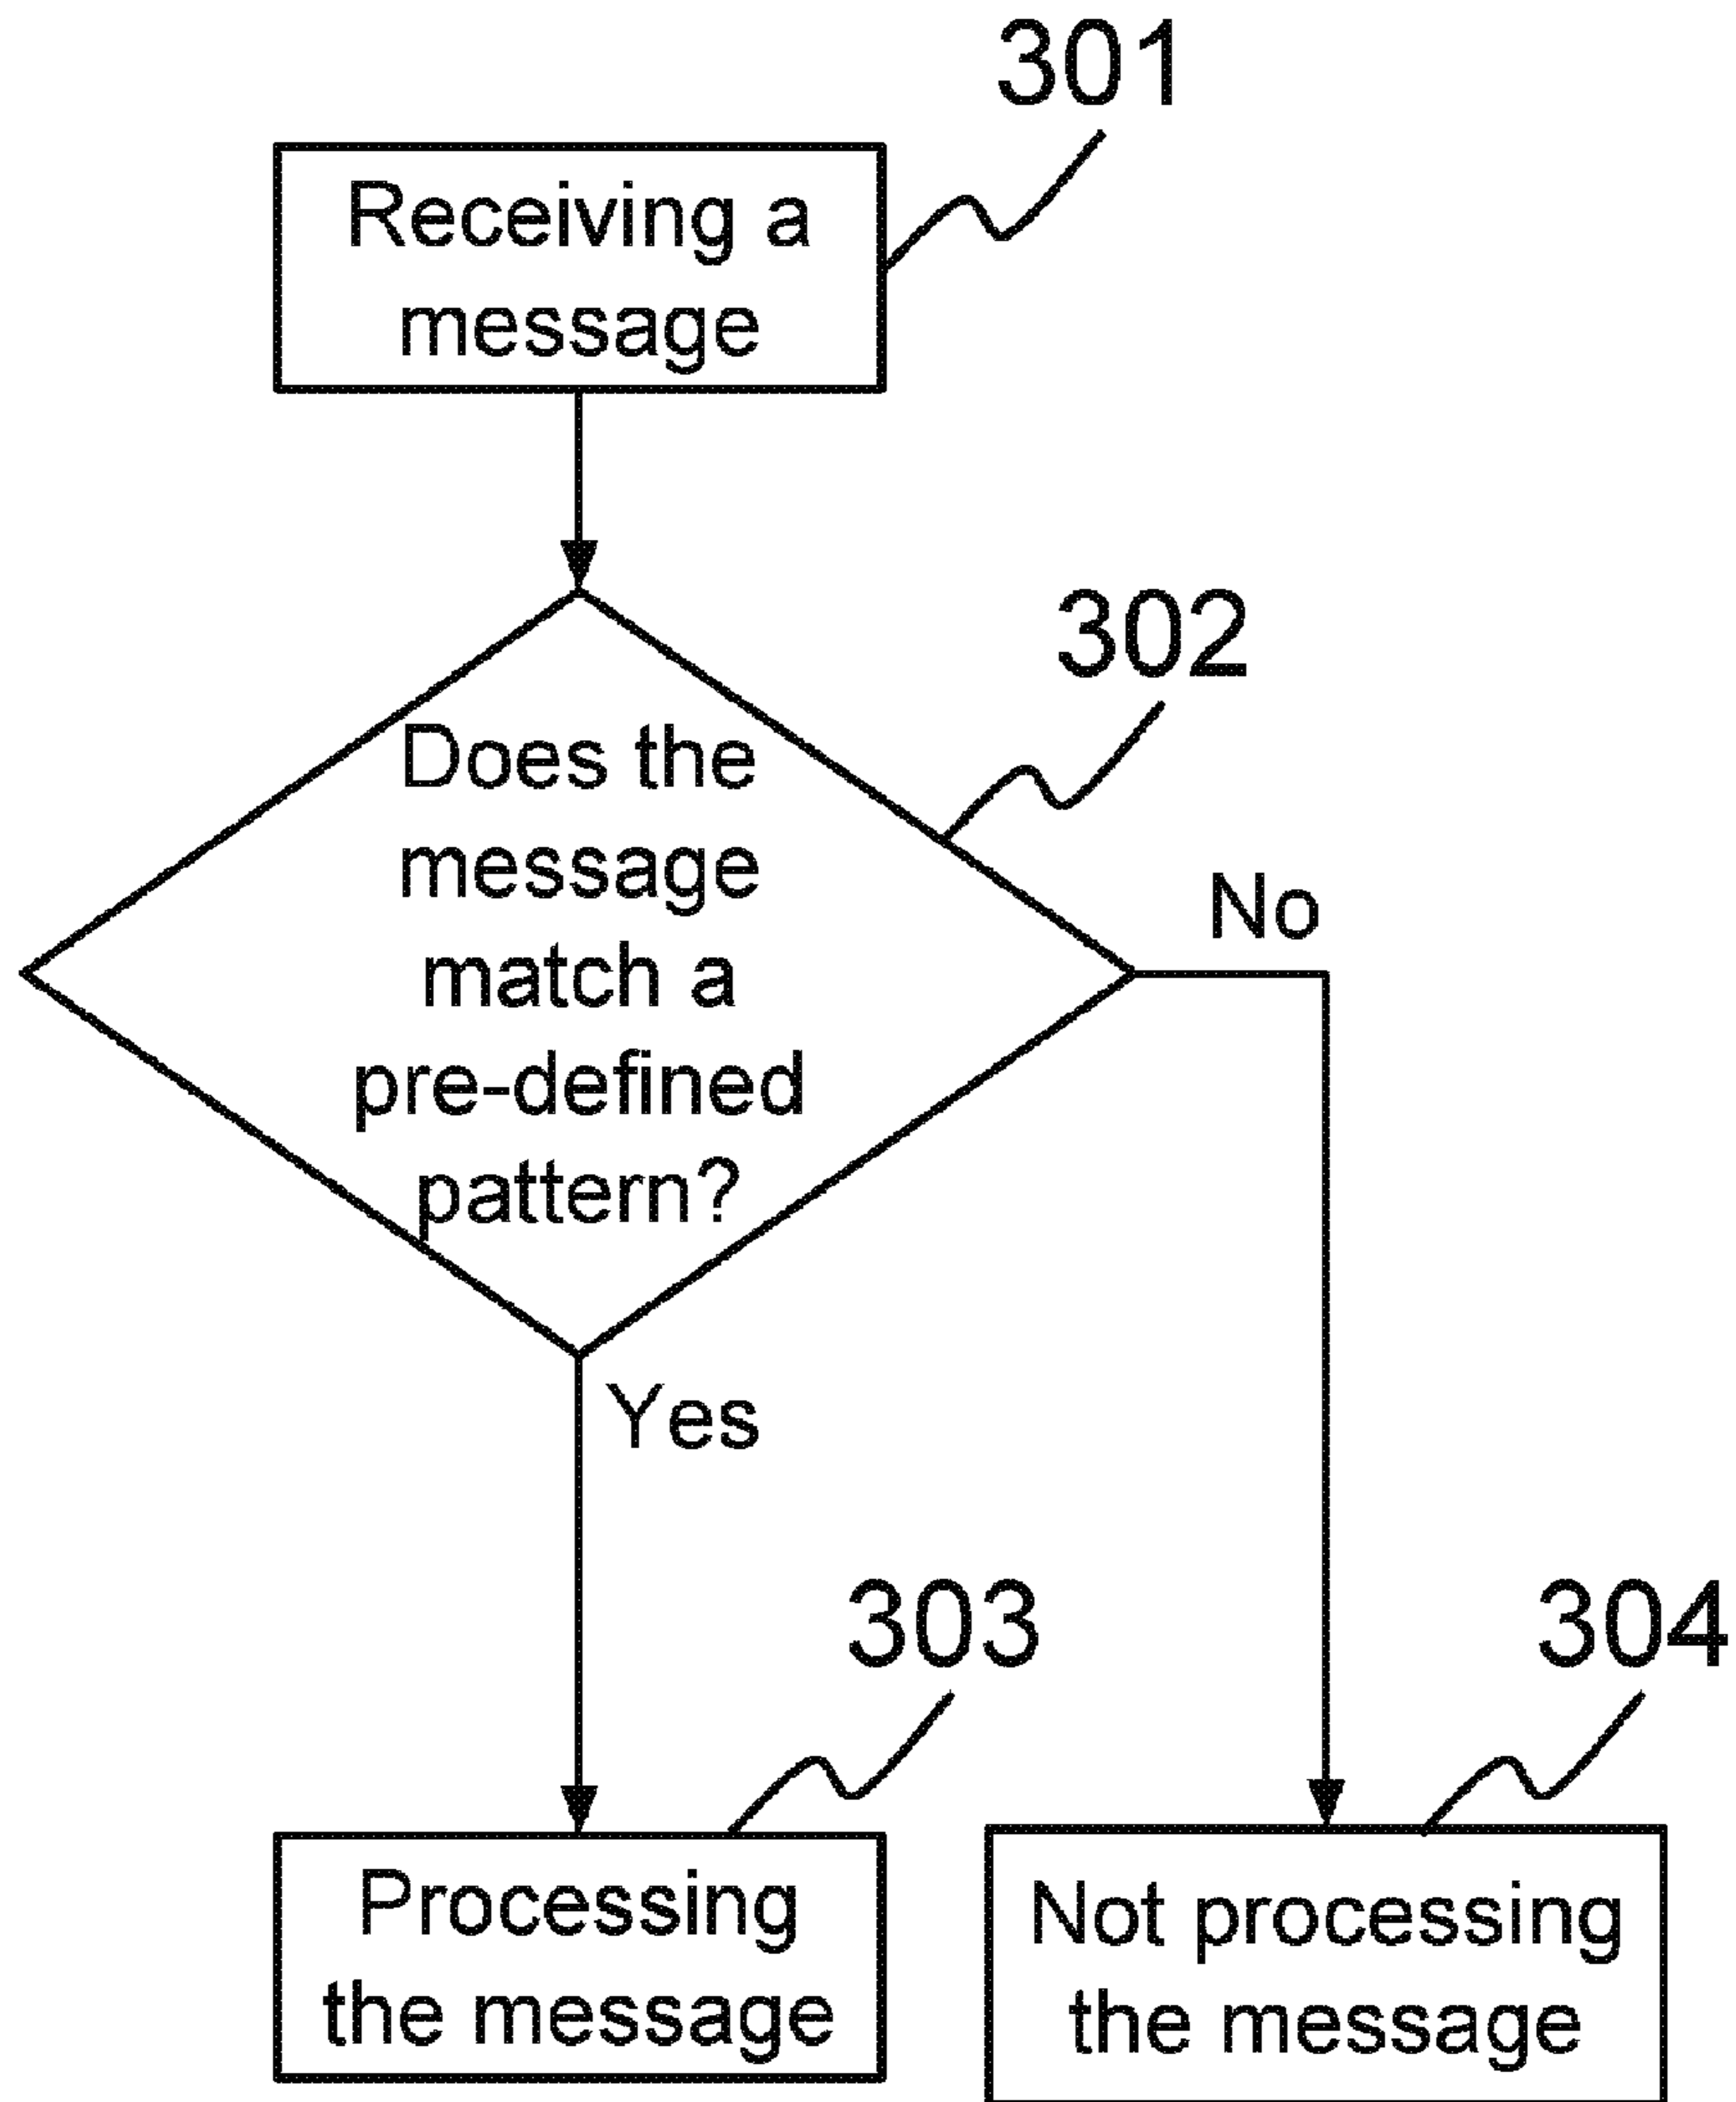 301
Receiving a
message
302
Does the
message
match a
pre-defined
pattern?
No
Yes
303
304
Processing
the message
Not processing
the message